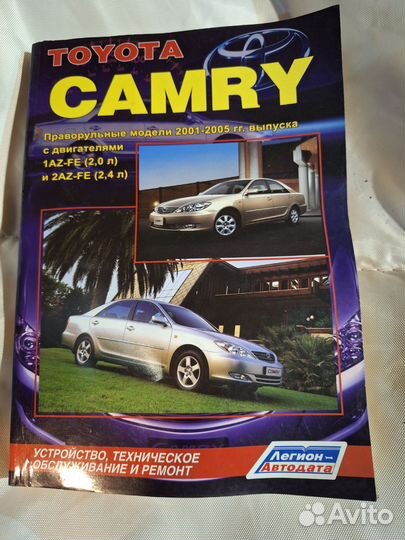 TOYOTA
CAMRY
Праворульные модели 2001-2005 гг. выпуска
с двигателями
1AZ-FE (2,0 л)
и 2AZ-FE (2,4 л)
CAMRY
УСТРОЙСТВО, ТЕХНИЧЕСКОЕ
ОБСЛУЖИВАНИЕ И РЕМОНТ
Легион-
Автодата
Avito